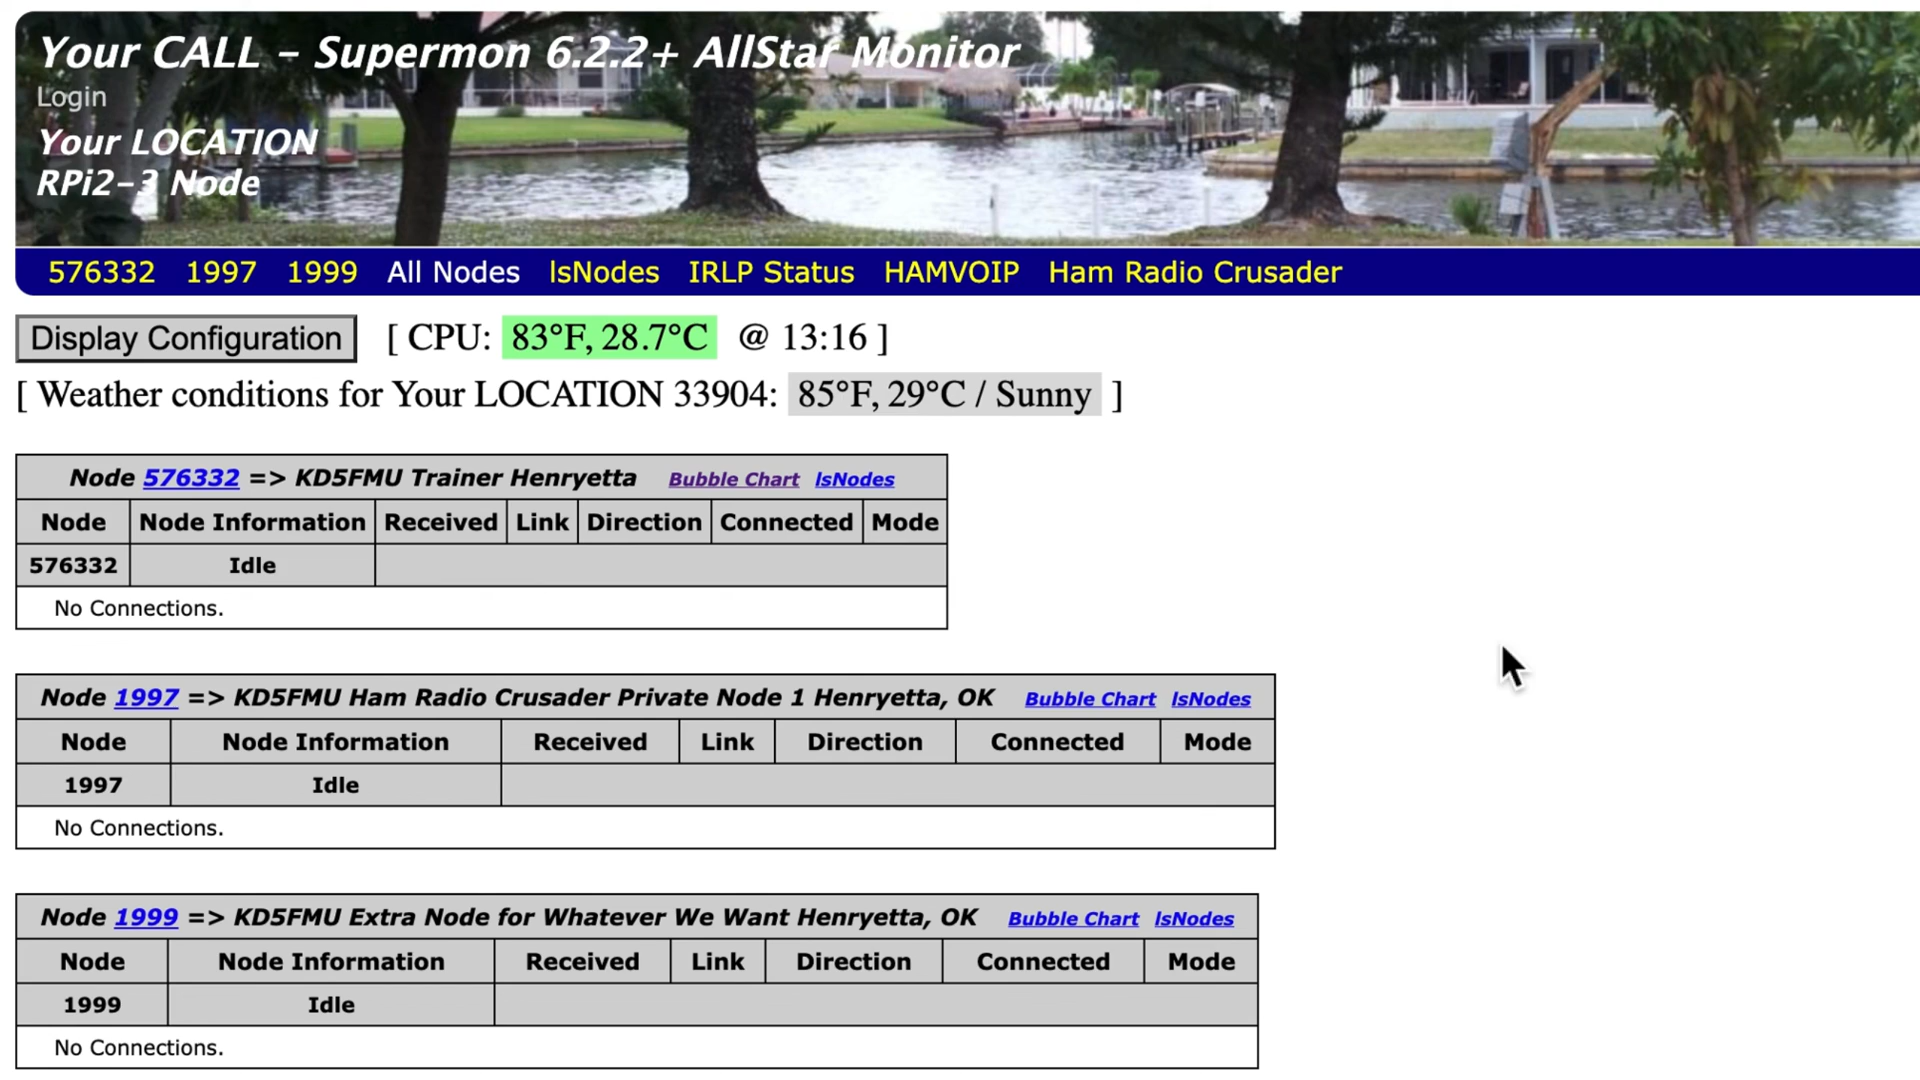 Your CALL - Supermon 6.2.2+ AllStar Monitor
Login
Your LOCATION
RPi2-3 Node
576332 1997 1999 All Nodes lsNodes IRLP Status HAMVOIP Ham Radio Crusader
Display Configuration [ CPU: 83°F, 28.7°C @ 13:16 ]
[ Weather conditions for Your LOCATION 33904: 85°F, 29°C / Sunny ]
Node 576332 => KD5FMU Trainer Henryetta Bubble Chart lsNodes
Node Node Information Received Link Direction Connected Mode
576332 Idle
No Connections.
Node 1997 => KD5FMU Ham Radio Crusader Private Node 1 Henryetta, OK Bubble Chart lsNodes
Node Node Information Received Link Direction Connected Mode
1997 Idle
No Connections.
Node 1999 => KD5FMU Extra Node for Whatever We Want Henryetta, OK Bubble Chart lsNodes
Node Node Information Received Link Direction Connected Mode
1999 Idle
No Connections.